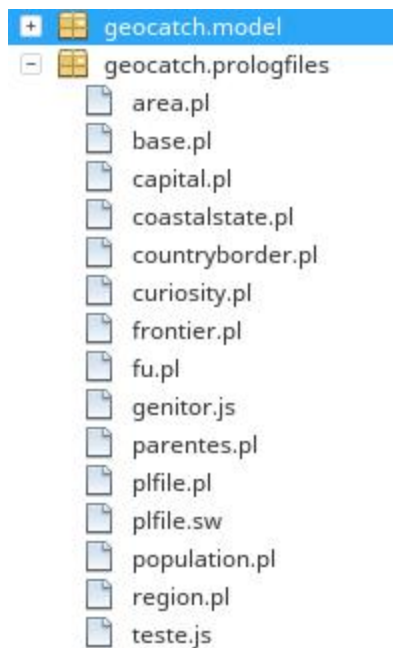 geocatch.model
geocatch.prologfiles
area.pl
base.pl
capital.pl
coastalstate.pl
countryborder.pl
curiosity.pl
frontier.pl
fu.pl
genitor.js
parentes.pl
plfile.pl
plfile.sw
population.pl
region.pl
teste.js